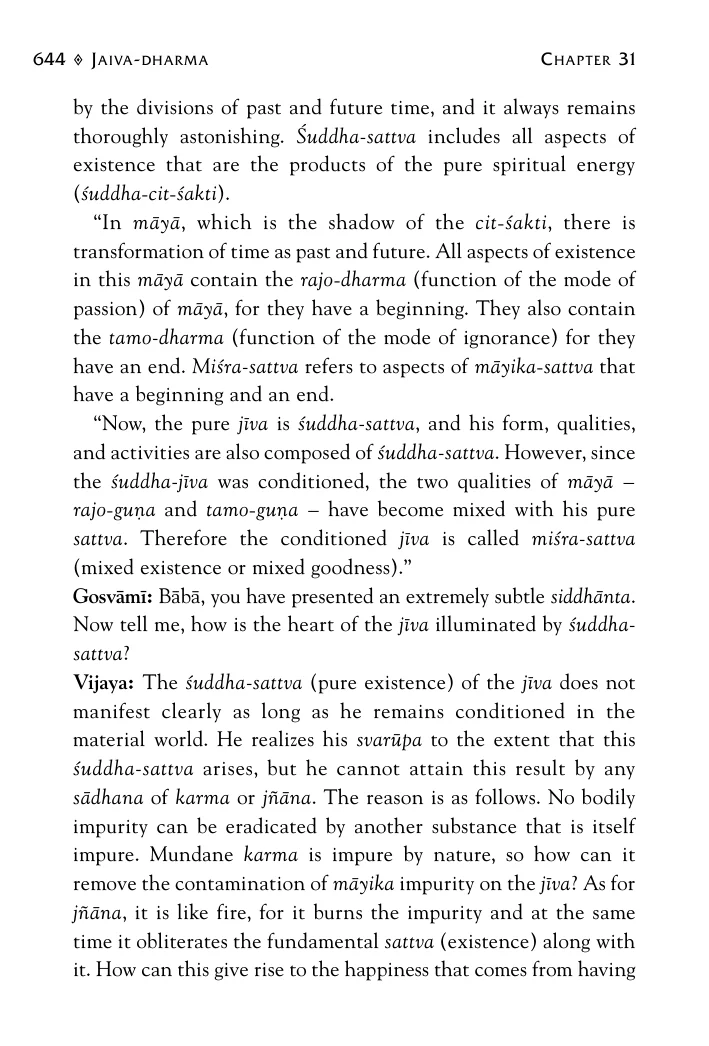 644 ◈ JAIVA-DHARMA CHAPTER 31
by the divisions of past and future time, and it always remains
thoroughly astonishing. Śuddha-sattva includes all aspects of
existence that are the products of the pure spiritual energy
(śuddha-cit-śakti).
“In māyā, which is the shadow of the cit-śakti, there is
transformation of time as past and future. All aspects of existence
in this māyā contain the rajo-dharma (function of the mode of
passion) of māyā, for they have a beginning. They also contain
the tamo-dharma (function of the mode of ignorance) for they
have an end. Miśra-sattva refers to aspects of māyika-sattva that
have a beginning and an end.
“Now, the pure jīva is śuddha-sattva, and his form, qualities,
and activities are also composed of śuddha-sattva. However, since
the śuddha-jīva was conditioned, the two qualities of māyā –
rajo-guṇa and tamo-guṇa – have become mixed with his pure
sattva. Therefore the conditioned jīva is called miśra-sattva
(mixed existence or mixed goodness).”
Gosvāmī: Bābā, you have presented an extremely subtle siddhānta.
Now tell me, how is the heart of the jīva illuminated by śuddha-
sattva?
Vijaya: The śuddha-sattva (pure existence) of the jīva does not
manifest clearly as long as he remains conditioned in the
material world. He realizes his svarūpa to the extent that this
śuddha-sattva arises, but he cannot attain this result by any
sādhana of karma or jñāna. The reason is as follows. No bodily
impurity can be eradicated by another substance that is itself
impure. Mundane karma is impure by nature, so how can it
remove the contamination of māyika impurity on the jīva? As for
jñāna, it is like fire, for it burns the impurity and at the same
time it obliterates the fundamental sattva (existence) along with
it. How can this give rise to the happiness that comes from having